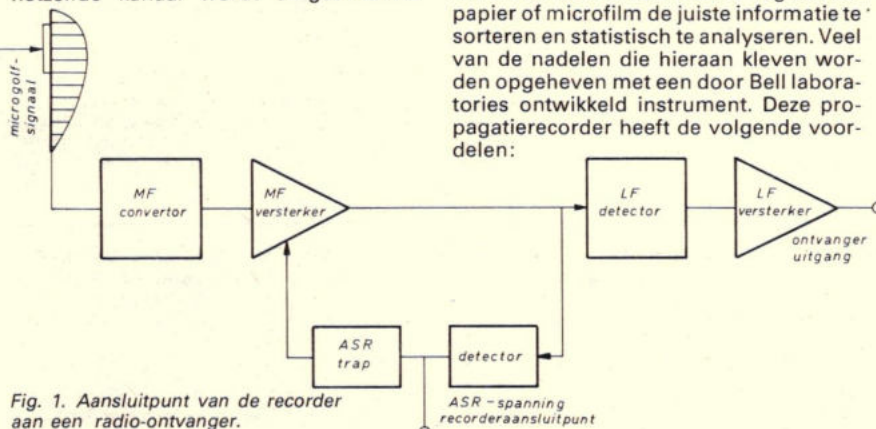 papier of microfilm de juiste informatie te
sorteren en statistisch te analyseren. Veel
van de nadelen die hieraan kleven wor-
den opgeheven met een door Bell labora-
tories ontwikkeld instrument. Deze pro-
pagatierecorder heeft de volgende voor-
delen:
microgolf-
signaal
MF
convertor
MF
versterker
LF
detector
LF
versterker
ontvanger
uitgang
ASR
trap
detector
ASR-spanning
recorderaansluitpunt
Fig. 1. Aansluitpunt van de recorder
aan een radio-ontvanger.